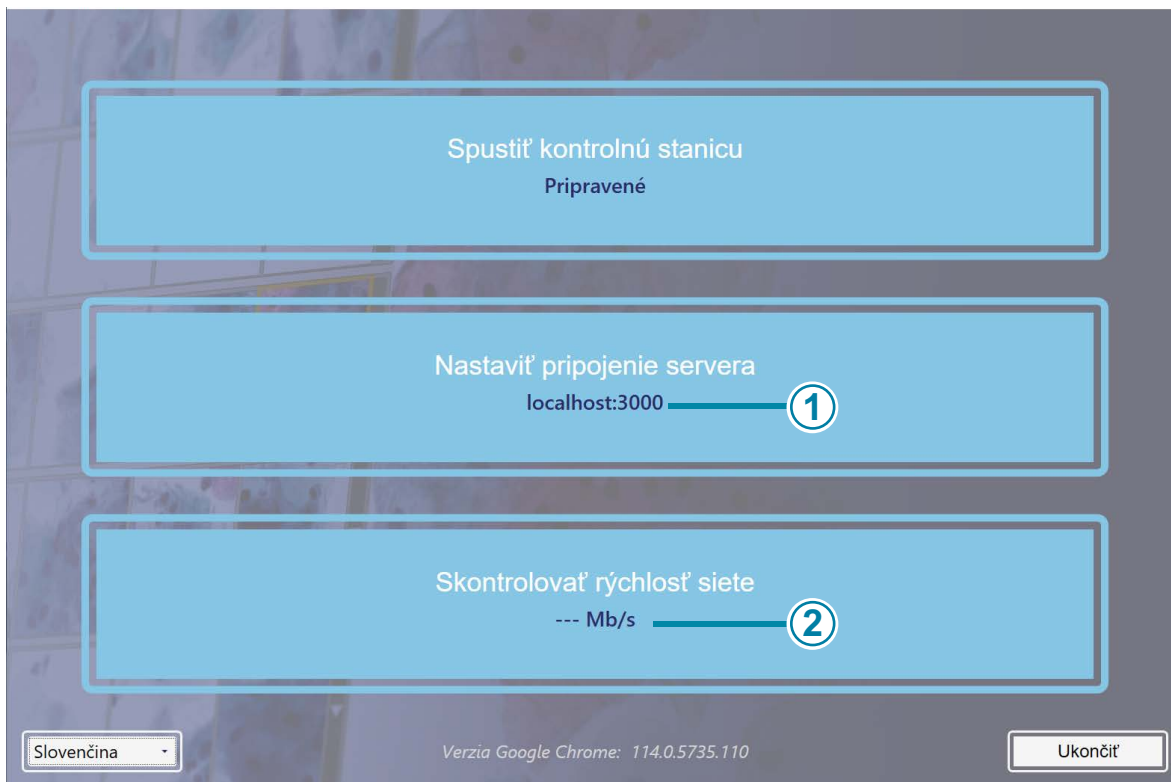 Spustiť kontrolnú stanicu
Pripravené
Nastaviť pripojenie servera
localhost:3000
1
Skontrolovať rýchlosť siete
--- Mb/s
2
Slovenčina
Verzia Google Chrome: 114.0.5735.110
Ukončiť